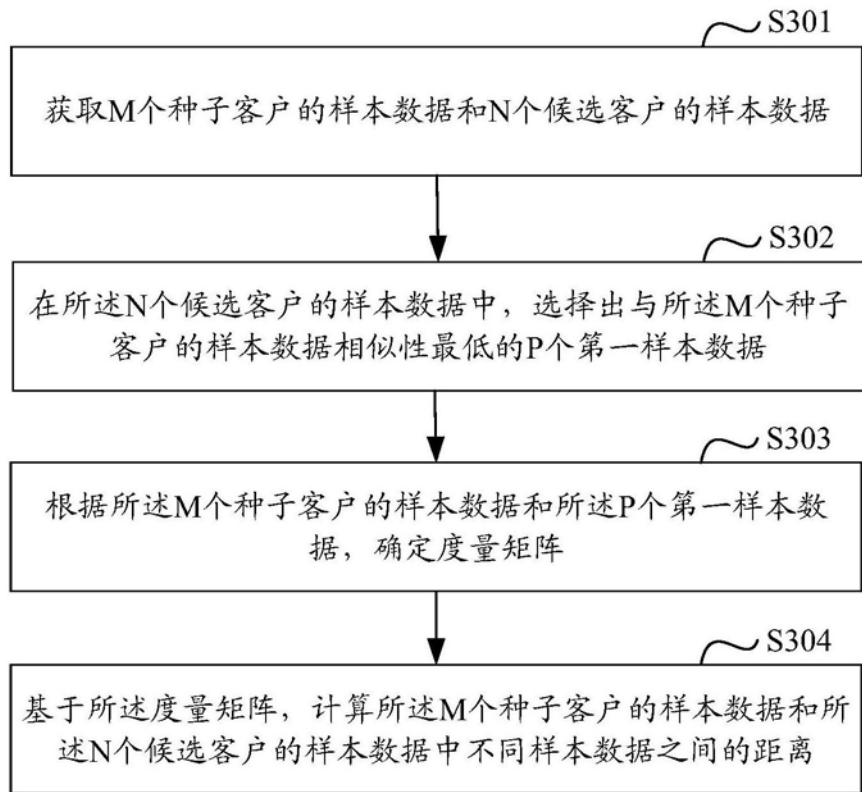 S301
获取M个种子客户的样本数据和N个候选客户的样本数据
S302
在所述N个候选客户的样本数据中，选择出与所述M个种子
客户的样本数据相似性最低的P个第一样本数据
S303
根据所述M个种子客户的样本数据和所述P个第一样本数
据，确定度量矩阵
S304
基于所述度量矩阵，计算所述M个种子客户的样本数据和所
述N个候选客户的样本数据中不同样本数据之间的距离